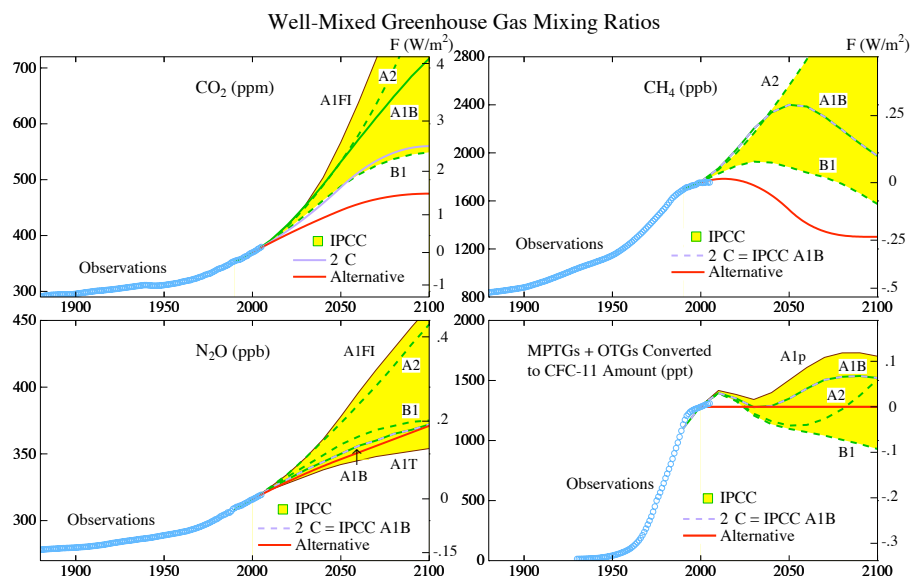 Well-Mixed Greenhouse Gas Mixing Ratios
F (W/m²)
700
600
500
400
300
CO₂ (ppm)
A1FI
A2
A1B
B1
IPCC
2 C
Alternative
Observations
4
3
2
1
0
-1
1900
1950
2000
2050
2100
F (W/m²)
2800
2400
2000
1600
1200
800
CH₄ (ppb)
A2
A1B
B1
IPCC
2 C = IPCC A1B
Alternative
Observations
.25
0
-.25
-.5
1900
1950
2000
2050
2100
450
400
350
300
N₂O (ppb)
A1FI
A2
B1
A1B
A1T
IPCC
2 C = IPCC A1B
Alternative
Observations
.4
.2
0
-.15
1900
1950
2000
2050
2100
2000
1500
1000
500
0
MPTGs + OTGs Converted
to CFC-11 Amount (ppt)
A1p
A1B
A2
B1
IPCC
2 C = IPCC A1B
Alternative
Observations
.1
0
-.1
-.2
-.3
1900
1950
2000
2050
2100